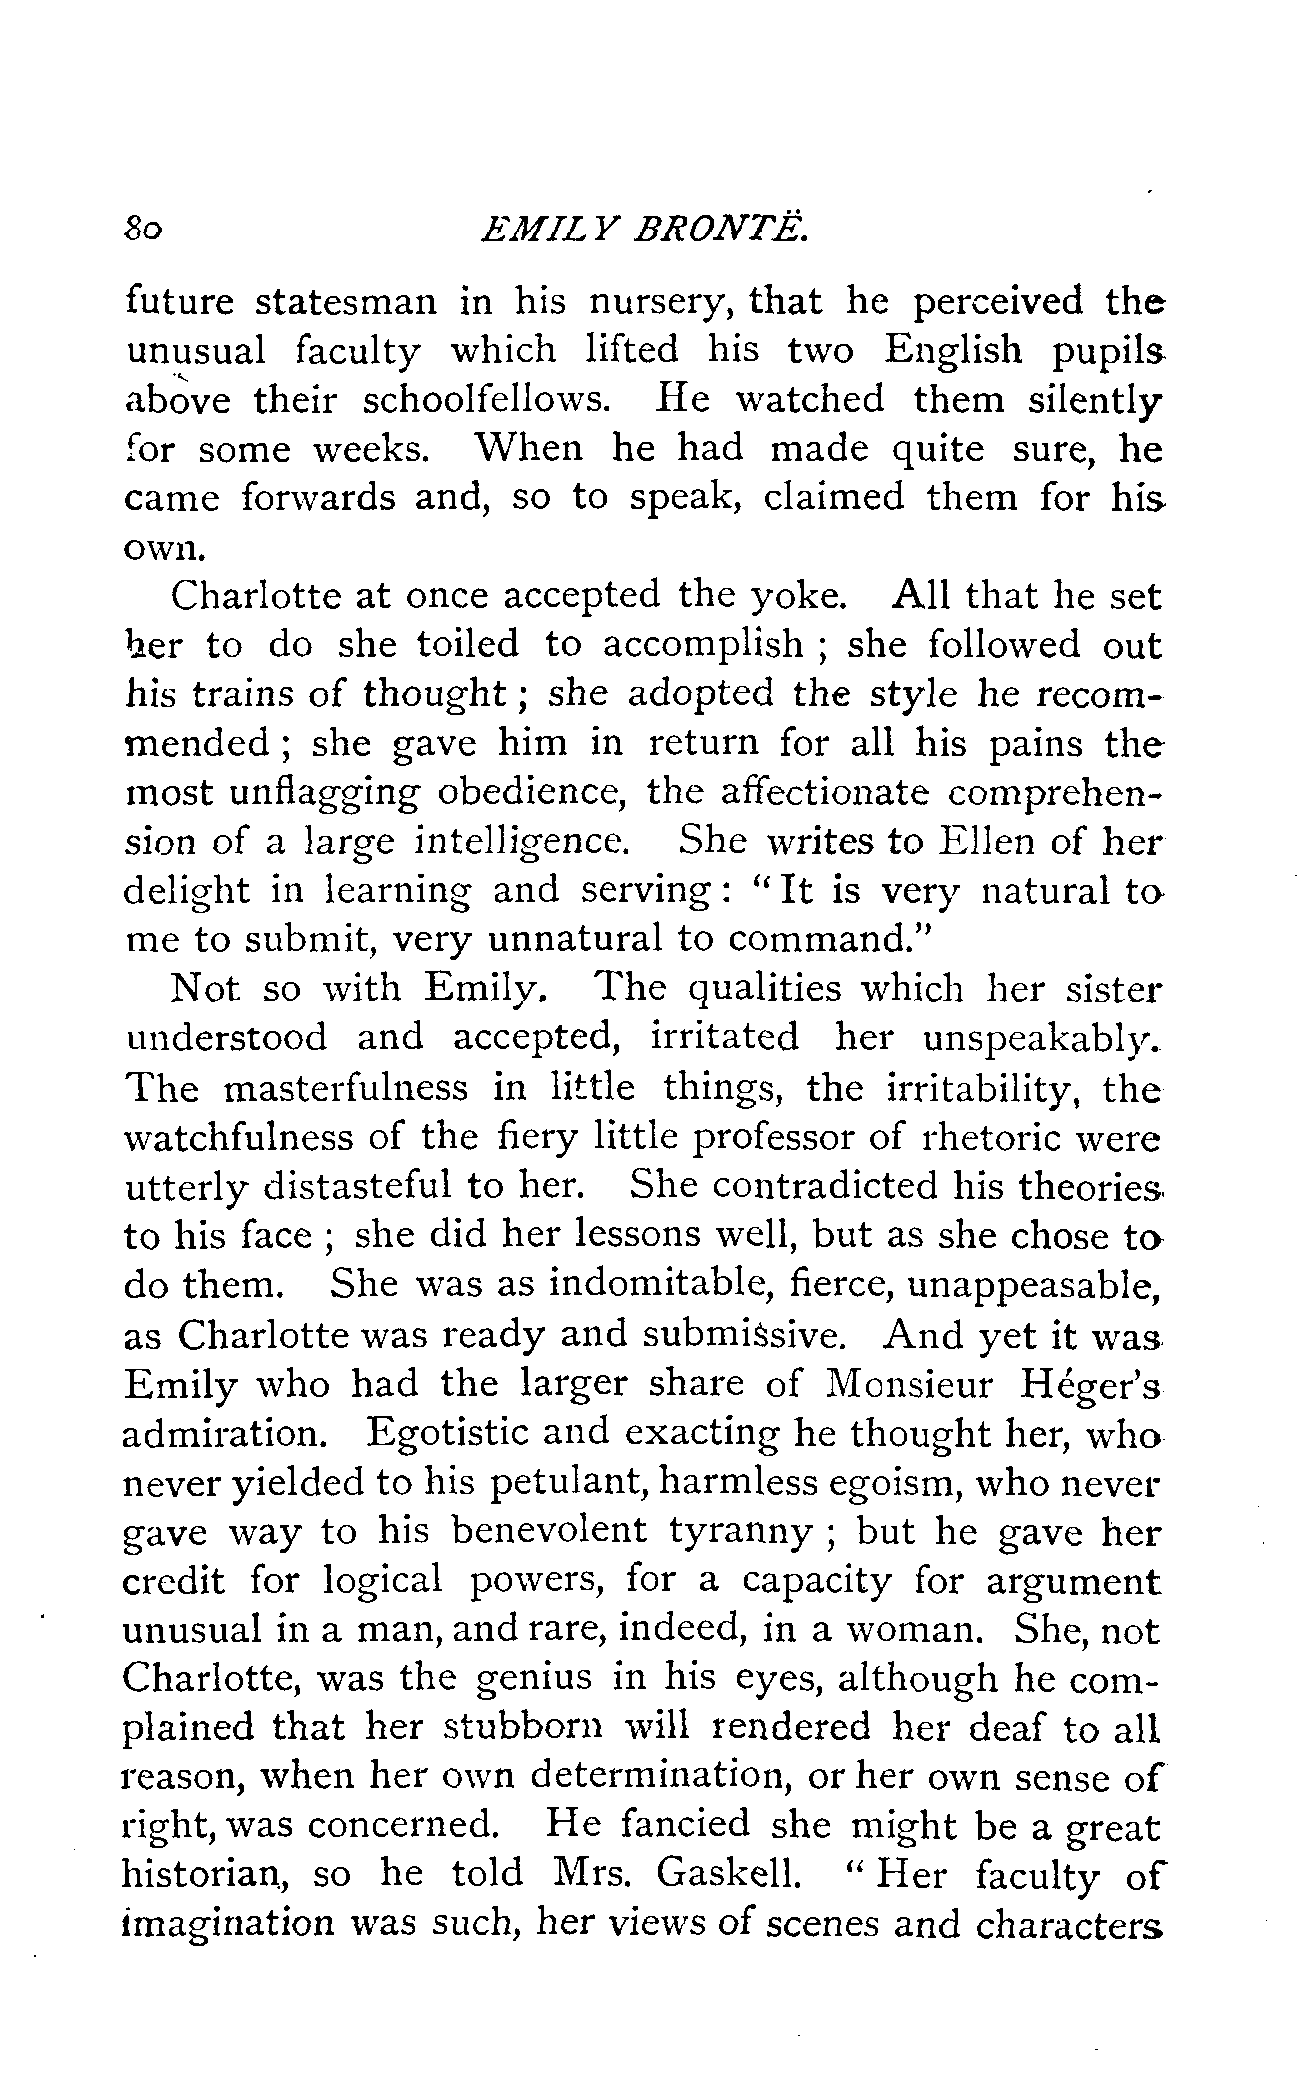 80 EMILY BRONTË.
future statesman in his nursery, that he perceived the
unusual faculty which lifted his two English pupils
above their schoolfellows. He watched them silently
for some weeks. When he had made quite sure, he
came forwards and, so to speak, claimed them for his
own.
Charlotte at once accepted the yoke. All that he set
her to do she toiled to accomplish ; she followed out
his trains of thought ; she adopted the style he recom-
mended ; she gave him in return for all his pains the
most unflagging obedience, the affectionate comprehen-
sion of a large intelligence. She writes to Ellen of her
delight in learning and serving : “ It is very natural to
me to submit, very unnatural to command.”
Not so with Emily. The qualities which her sister
understood and accepted, irritated her unspeakably.
The masterfulness in little things, the irritability, the
watchfulness of the fiery little professor of rhetoric were
utterly distasteful to her. She contradicted his theories
to his face ; she did her lessons well, but as she chose to
do them. She was as indomitable, fierce, unappeasable,
as Charlotte was ready and submissive. And yet it was
Emily who had the larger share of Monsieur Héger’s
admiration. Egotistic and exacting he thought her, who
never yielded to his petulant, harmless egoism, who never
gave way to his benevolent tyranny ; but he gave her
credit for logical powers, for a capacity for argument
unusual in a man, and rare, indeed, in a woman. She, not
Charlotte, was the genius in his eyes, although he com-
plained that her stubborn will rendered her deaf to all
reason, when her own determination, or her own sense of
right, was concerned. He fancied she might be a great
historian, so he told Mrs. Gaskell. “ Her faculty of
imagination was such, her views of scenes and characters